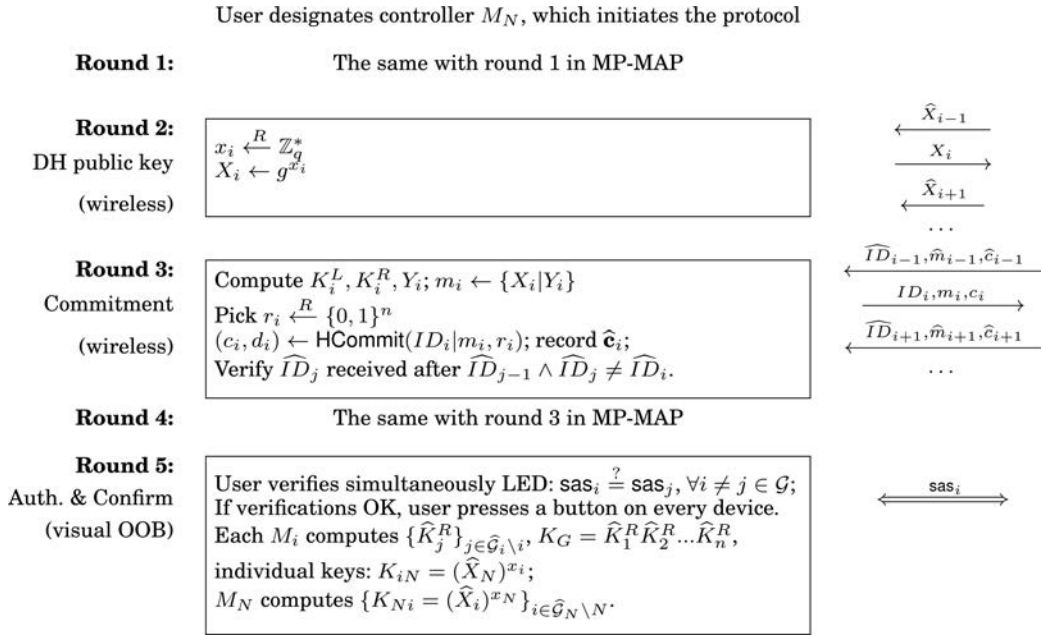 User designates controller M_N, which initiates the protocol
Round 1: The same with round 1 in MP-MAP
Round 2:
DH public key
(wireless)
x_i ←^R ℤ_q^*
X_i ← g^{x_i}
X̂_{i−1}
X_i
X̂_{i+1}
...
Round 3:
Commitment
(wireless)
Compute K_i^L, K_i^R, Y_i; m_i ← {X_i|Y_i}
Pick r_i ←^R {0, 1}^n
(c_i, d_i) ← HCommit(ID_i|m_i, r_i); record ĉ_i;
Verify ÎD_j received after ÎD_{j−1} ∧ ÎD_j ≠ ÎD_i.
ÎD_{i−1}, m̂_{i−1}, ĉ_{i−1}
ID_i, m_i, c_i
ÎD_{i+1}, m̂_{i+1}, ĉ_{i+1}
...
Round 4: The same with round 3 in MP-MAP
Round 5:
Auth. & Confirm
(visual OOB)
User verifies simultaneously LED: sas_i ≟ sas_j, ∀i ≠ j ∈ 𝒢;
If verifications OK, user presses a button on every device.
Each M_i computes {K̂_j^R}_{j∈Ĝ_i\i}, K_G = K̂_1^R K̂_2^R...K̂_n^R,
individual keys: K_{iN} = (X̂_N)^{x_i};
M_N computes {K_{Ni} = (X̂_i)^{x_N}}_{i∈Ĝ_N\N}.
sas_i